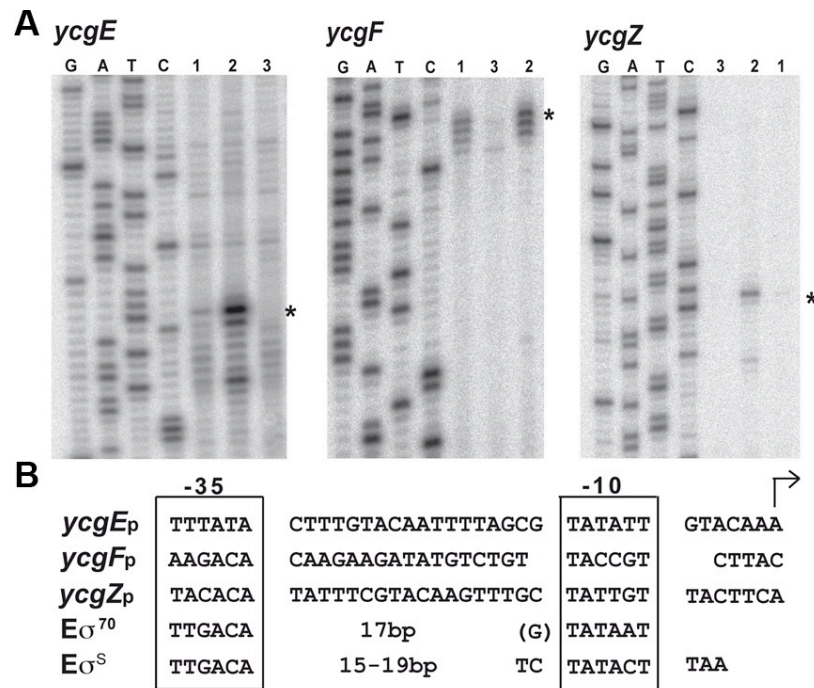 A
ycgE ycgF ycgZ
G A T C 1 2 3 G A T C 1 3 2 G A T C 3 2 1
* * *
B
-35 -10
ycgEp TTTATA CTTTGTACAATTTTAGCG TATATT GTACAAA
ycgFp AAGACA CAAGAAGATATGTCTGT TACCGT CTTAC
ycgZp TACACA TATTTCGTACAAGTTTGC TATTGT TACTTCA
Eσ70 TTGACA 17bp (G) TATAAT
EσS TTGACA 15-19bp TC TATACT TAA